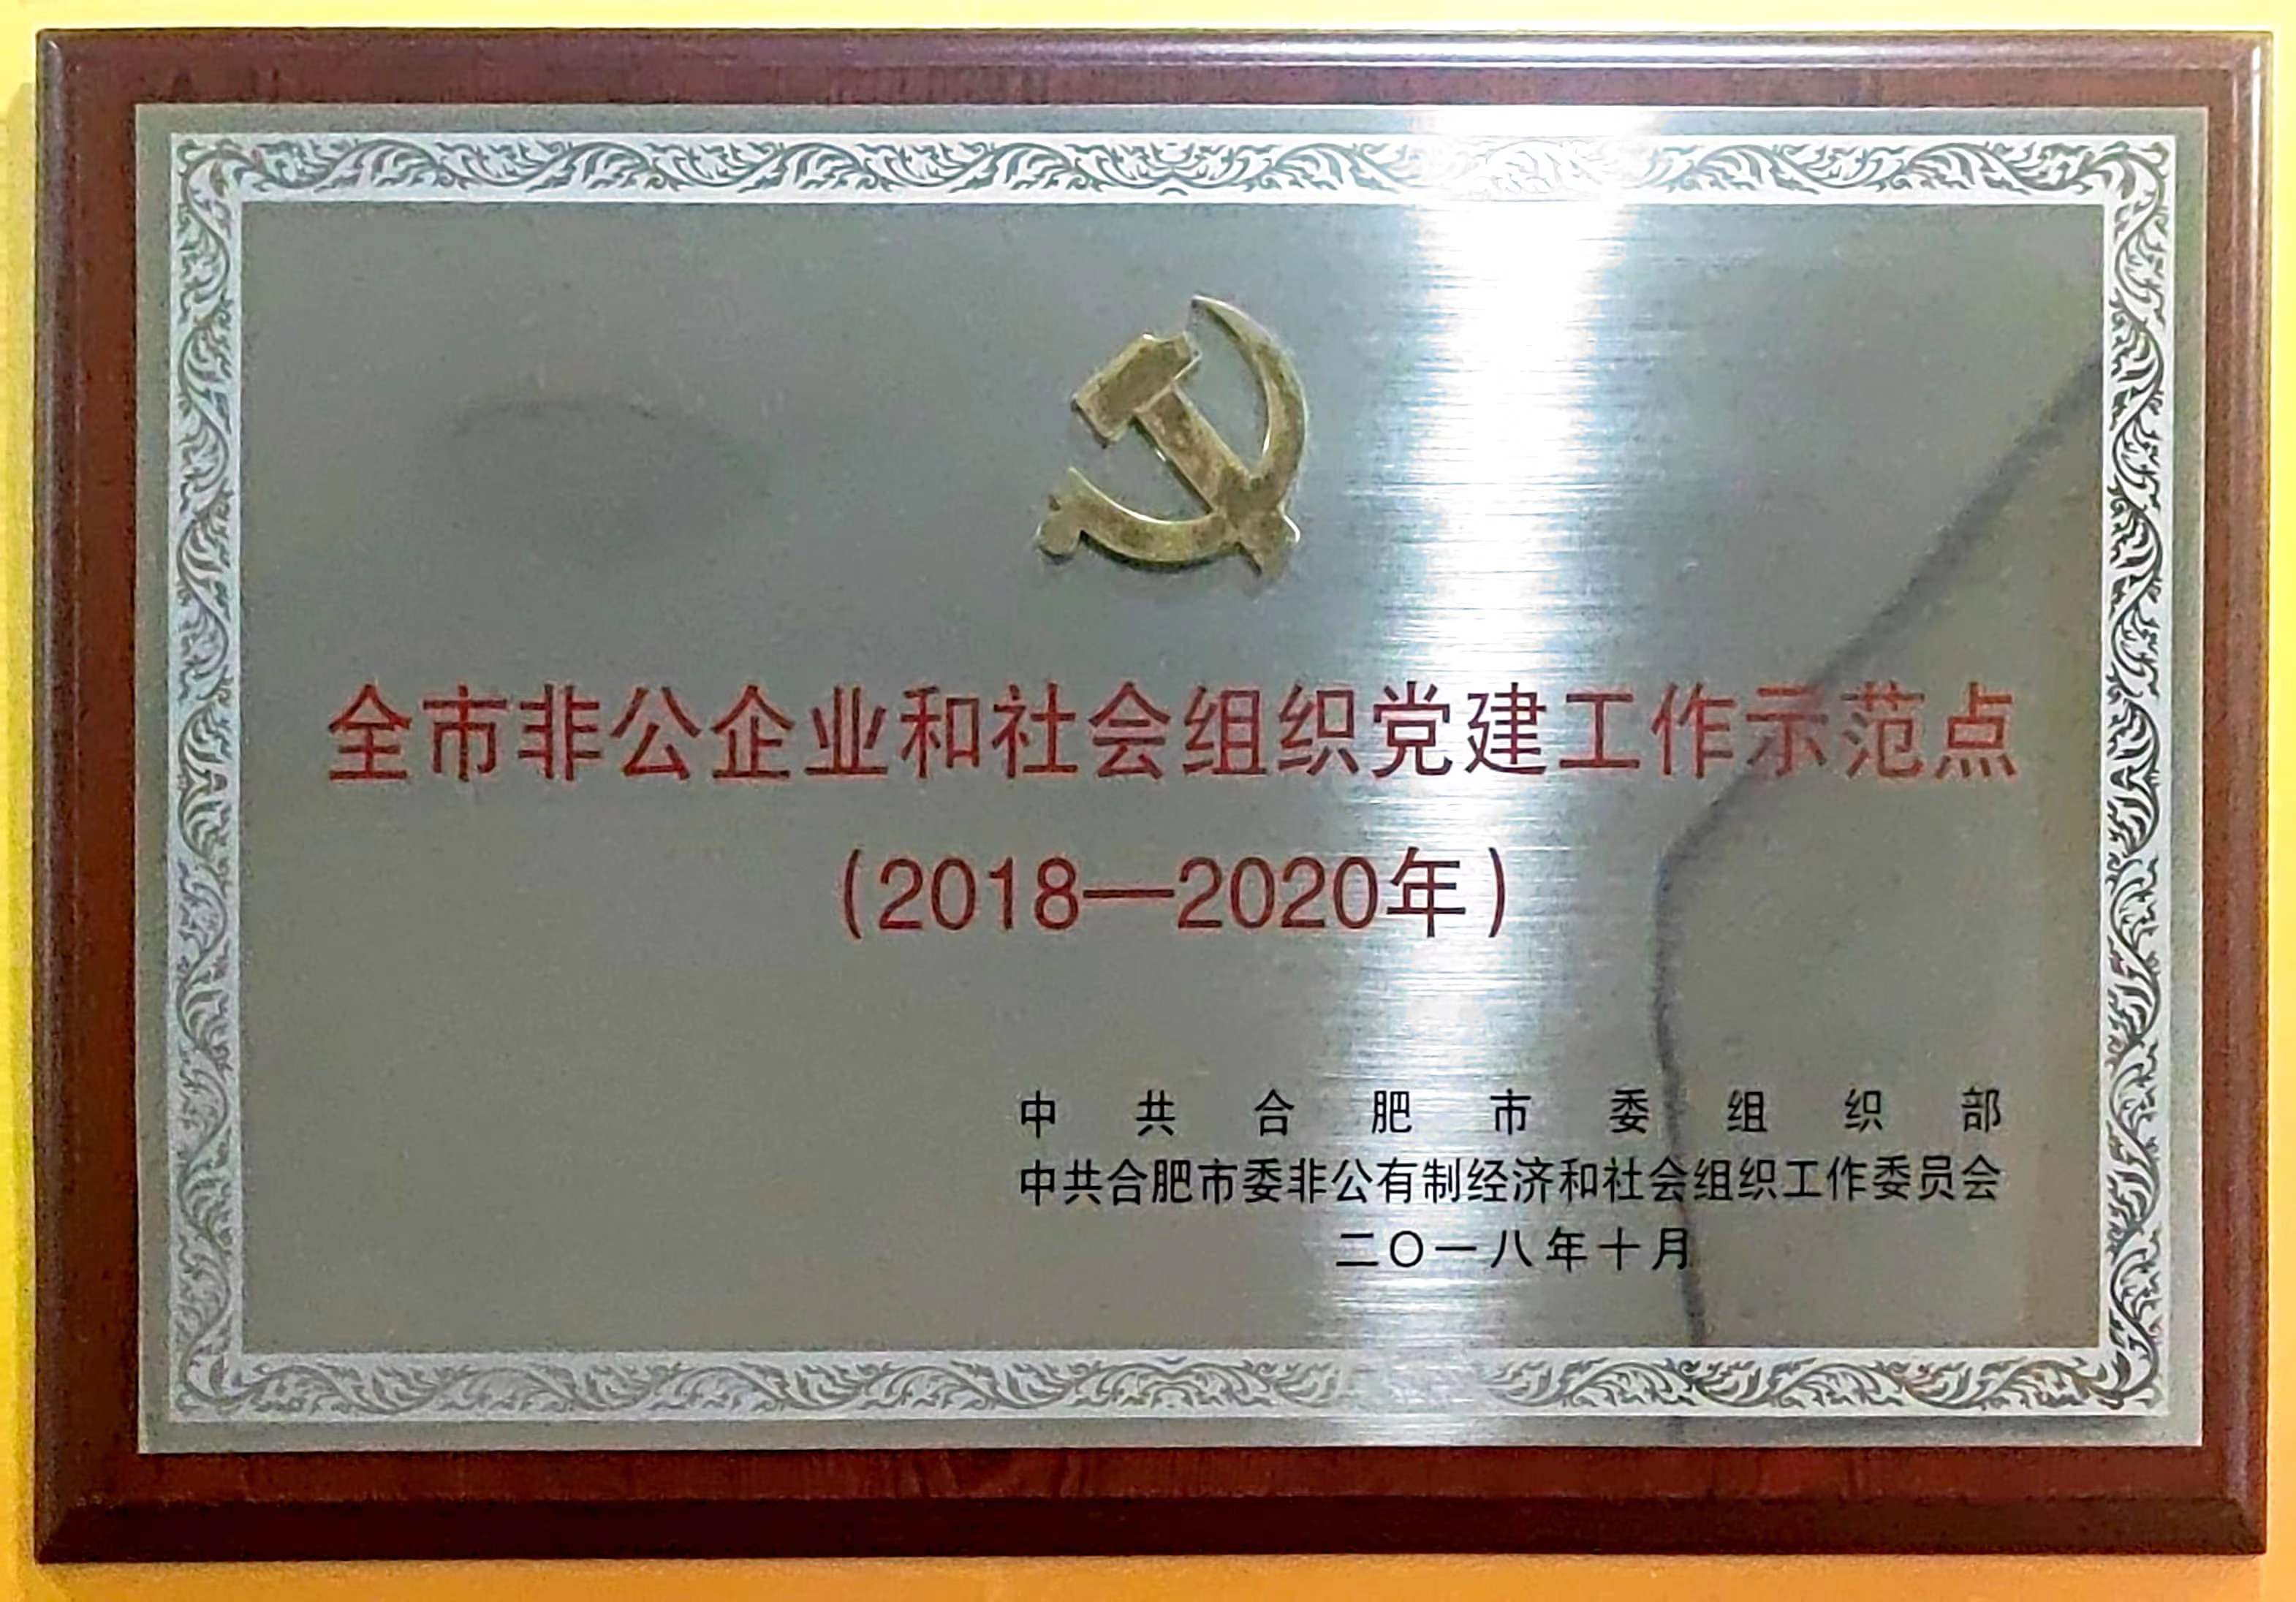 全市非公企业和社会组织党建工作示范点
(2018—2020年)
中共合肥市委组织部
中共合肥市委非公有制经济和社会组织工作委员会
二〇一八年十月